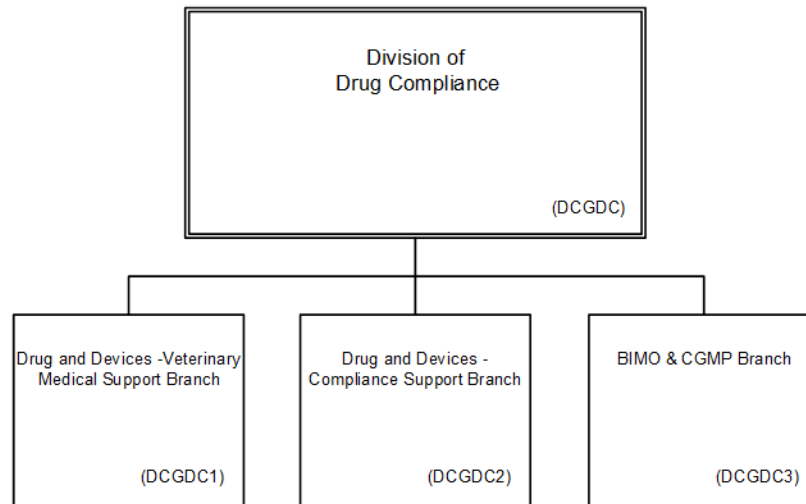 Division of
Drug Compliance
(DCGDC)
Drug and Devices -Veterinary
Medical Support Branch
(DCGDC1)
Drug and Devices -
Compliance Support Branch
(DCGDC2)
BIMO & CGMP Branch
(DCGDC3)